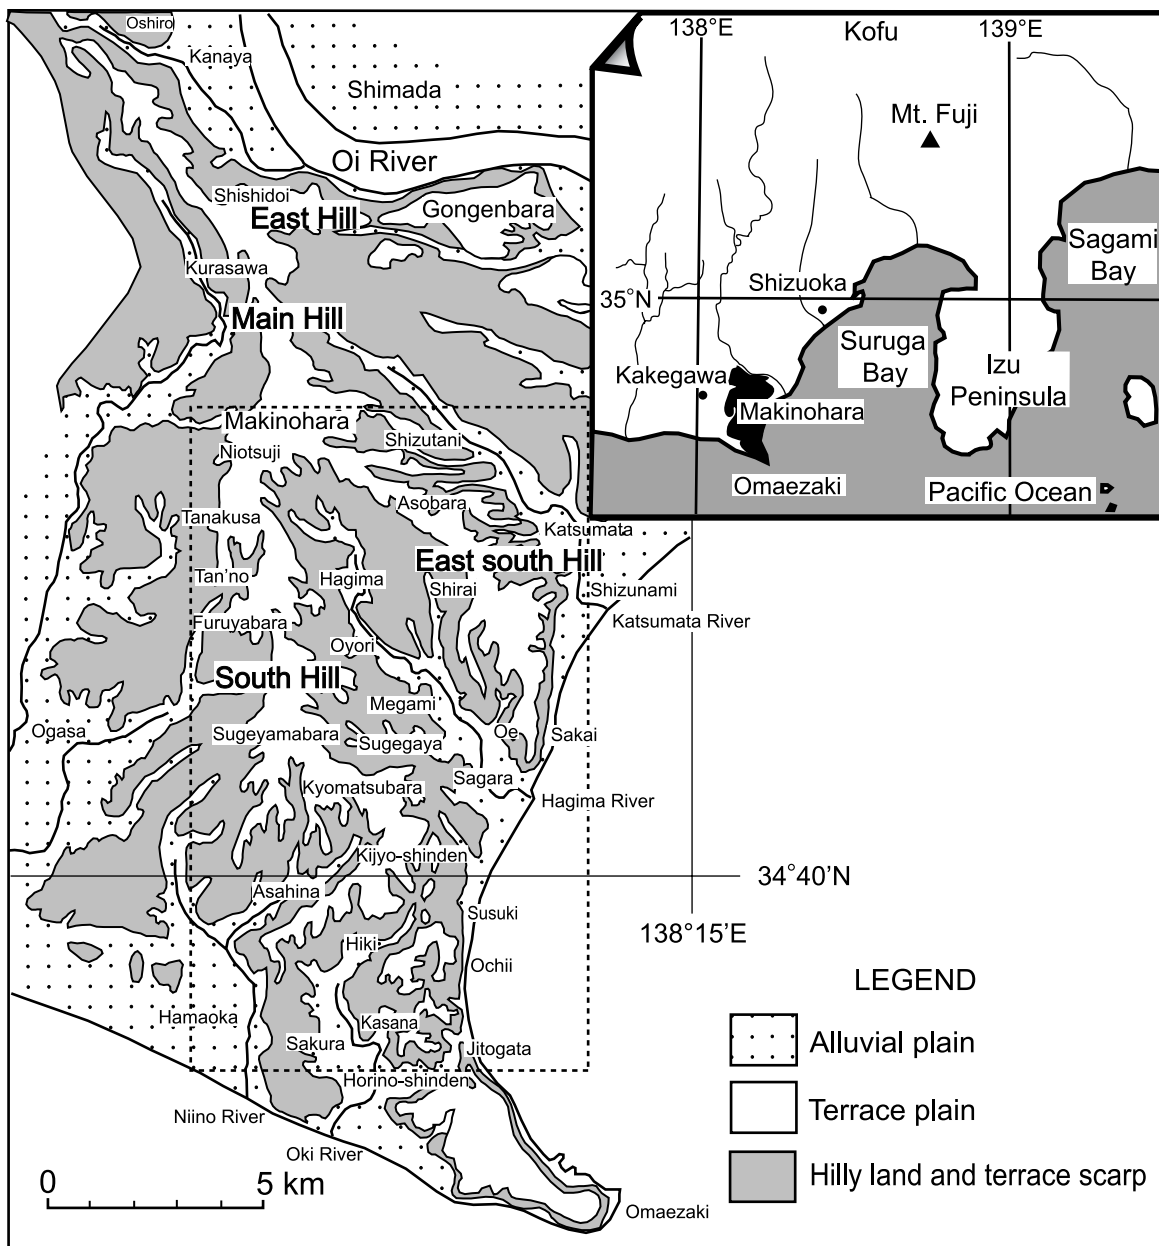 Oshiro
Kanaya
Shimada
Oi River
Shishidoi
East Hill
Gongenbara
Kurasawa
Main Hill
Makinohara
Niotsuji
Shizutani
Asobara
Tanakusa
Katsumata
East south Hill
Tan'no
Hagima
Shirai
Shizunami
Furuyabara
Katsumata River
Oyori
South Hill
Megami
Ogasa
Sugeyamabara
Sugegaya
Oe
Sakai
Sagara
Kyomatsubara
Hagima River
Kijyo-shinden
34°40'N
Asahina
Susuki
138°15'E
Hiki
Ochii
Hamaoka
Kasana
Sakura
Jitogata
Horino-shinden
Niino River
Oki River
Omaezaki
0
5 km
138°E
Kofu
139°E
Mt. Fuji
Sagami
Bay
Shizuoka
35°N
Suruga
Bay
Izu
Peninsula
Kakegawa
Makinohara
Omaezaki
Pacific Ocean
LEGEND
Alluvial plain
Terrace plain
Hilly land and terrace scarp